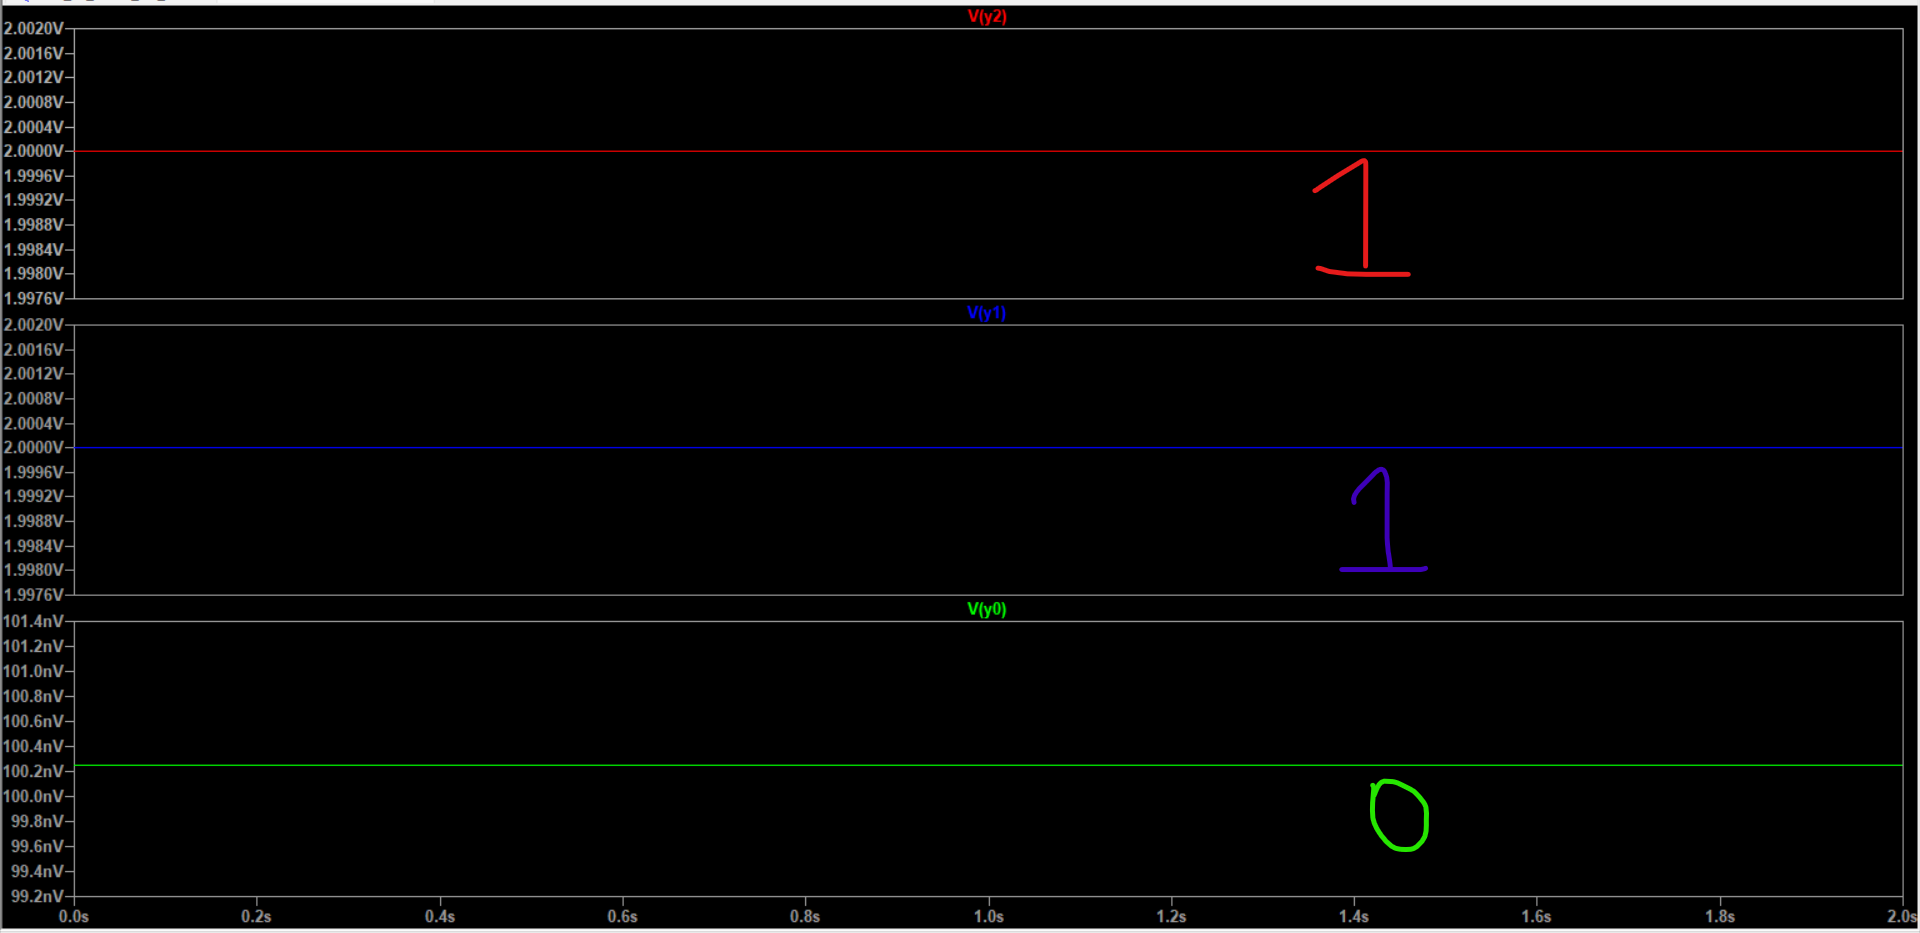 V(y2)
2.0020V
2.0016V
2.0012V
2.0008V
2.0004V
2.0000V
1.9996V
1.9992V
1.9988V
1.9984V
1.9980V
1.9976V
1
V(y1)
2.0020V
2.0016V
2.0012V
2.0008V
2.0004V
2.0000V
1.9996V
1.9992V
1.9988V
1.9984V
1.9980V
1.9976V
1
V(y0)
101.4nV
101.2nV
101.0nV
100.8nV
100.6nV
100.4nV
100.2nV
100.0nV
99.8nV
99.6nV
99.4nV
99.2nV
0
0.0s 0.2s 0.4s 0.6s 0.8s 1.0s 1.2s 1.4s 1.6s 1.8s 2.0s